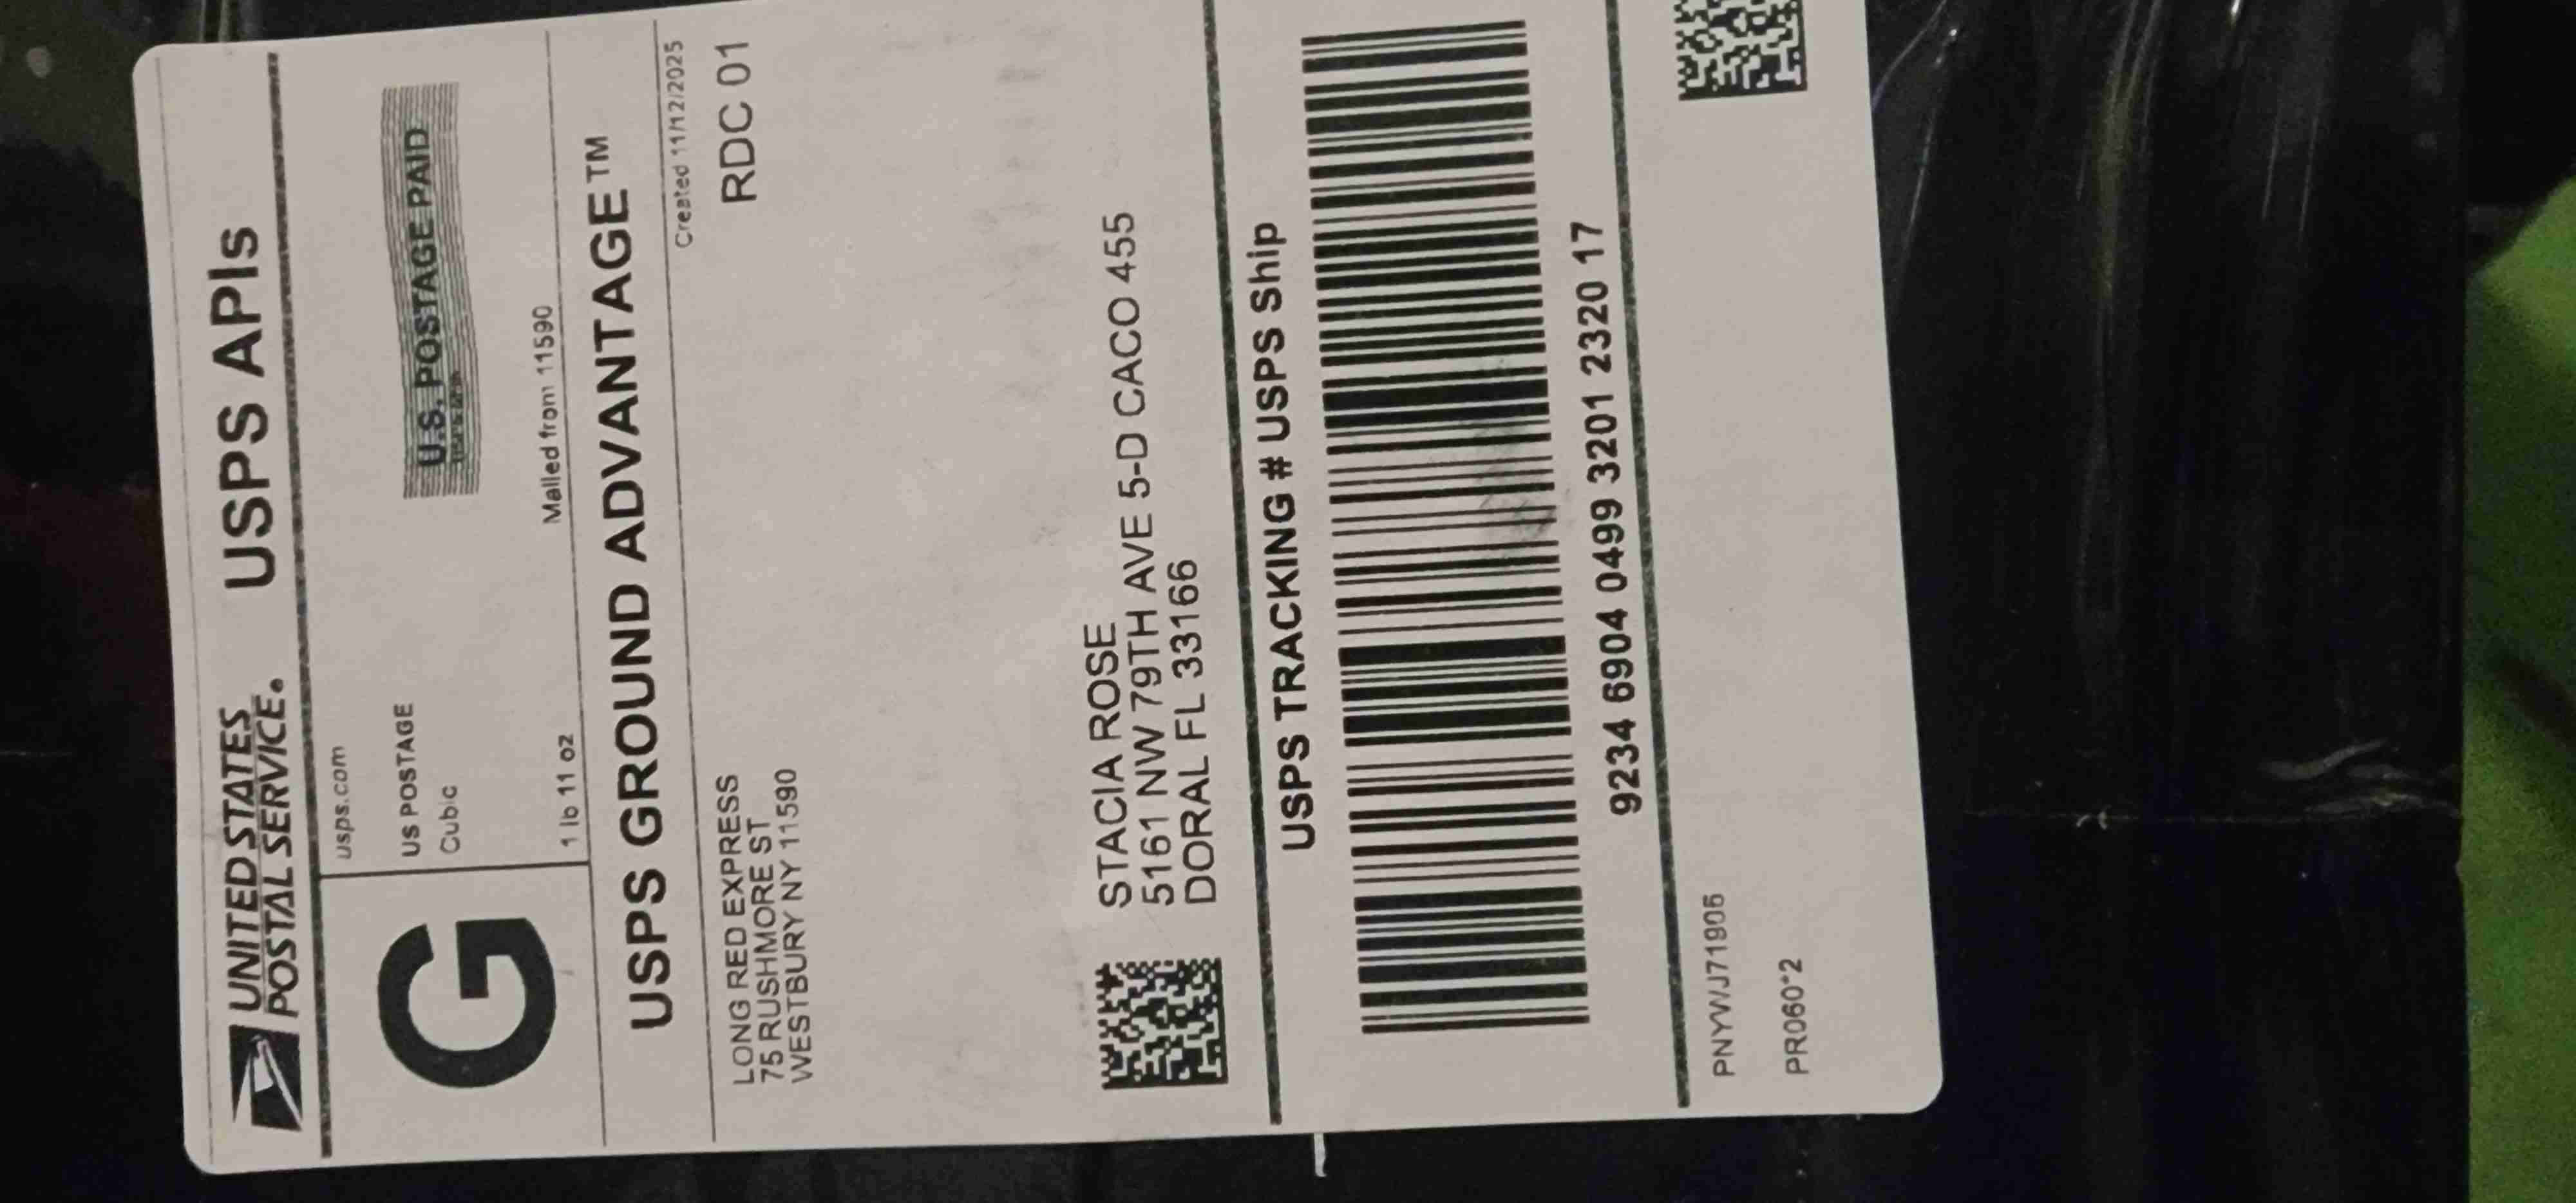 UNITED STATES
POSTAL SERVICE.
USPS APIs
G
usps.com
US POSTAGE
Cubic
U.S. POSTAGE PAID
1 lb 11 oz
Mailed from 11590
USPS GROUND ADVANTAGE™
Created 11/12/2025
LONG RED EXPRESS
75 RUSHMORE ST
WESTBURY NY 11590
RDC 01
STACIA ROSE
5161 NW 79TH AVE 5-D CACO 455
DORAL FL 33166
USPS TRACKING # USPS Ship
9234 6904 0499 3201 2320 17
PNYWJ71906
PR060*2